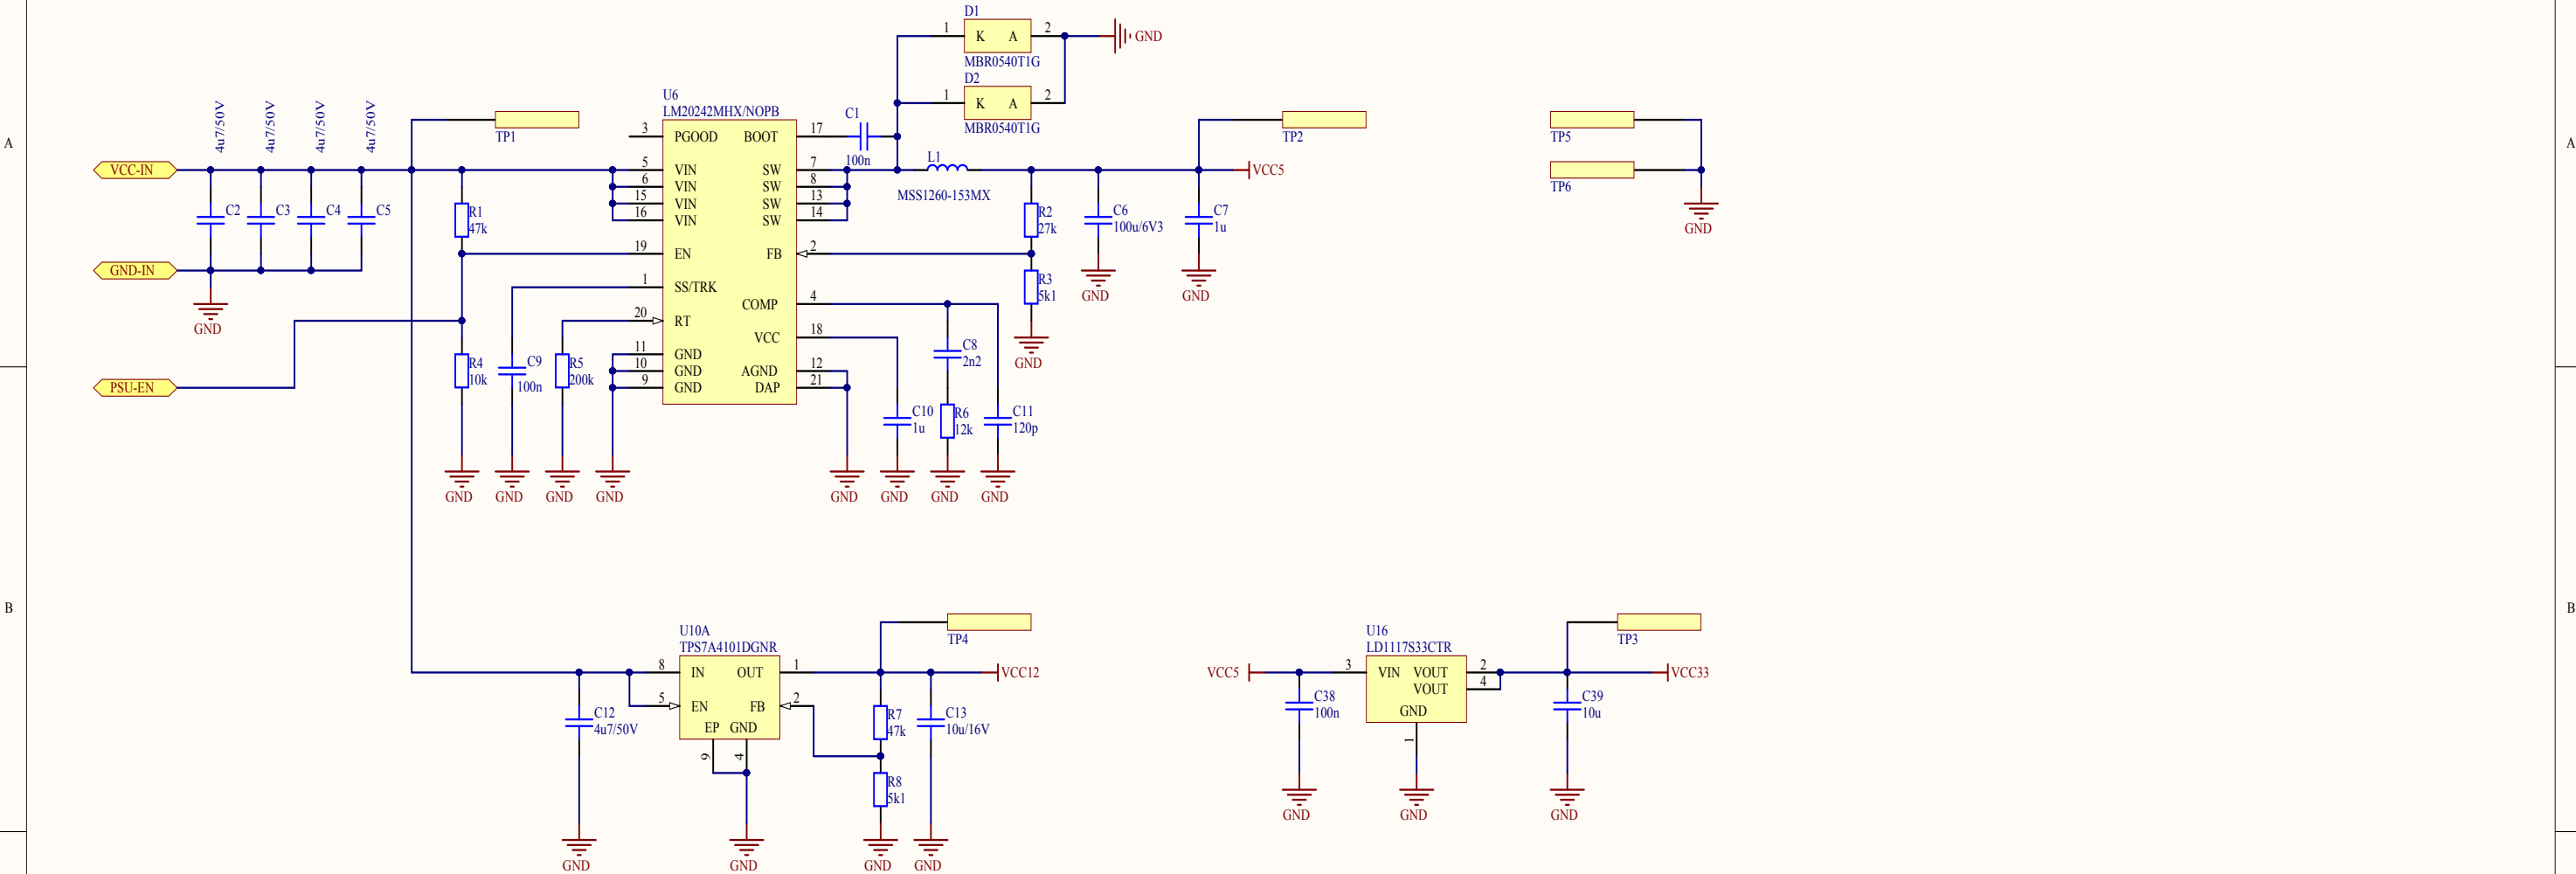 D1
1 K A 2
GND
MBR0540T1G
D2
1 K A 2
MBR0540T1G
4u7/50V
4u7/50V
4u7/50V
4u7/50V
TP1
U6
LM20242MHX/NOPB
3 PGOOD BOOT 17
5 VIN SW 7
6 VIN SW 8
15 VIN SW 13
16 VIN SW 14
19 EN FB 2
1 SS/TRK
COMP 4
20 RT
VCC 18
11 GND
10 GND AGND 12
9 GND DAP 21
C1
100n
L1
MSS1260-153MX
TP2
VCC5
TP5
TP6
GND
A
A
VCC-IN
C2
C3
C4
C5
R1
47k
GND-IN
GND
PSU-EN
R4
10k
C9
100n
R5
200k
R2
27k
C6
100u/6V3
C7
1u
GND
GND
R3
5k1
GND
C8
2n2
C10
1u
R6
12k
C11
120p
GND
GND
GND
GND
GND
GND
GND
GND
B
B
U10A
TPS7A4101DGNR
8 IN OUT 1
5 EN FB 2
EP GND
9
4
TP4
VCC12
C12
4u7/50V
R7
47k
C13
10u/16V
R8
5k1
GND
GND
GND
GND
U16
LD1117S33CTR
VCC5
3 VIN VOUT 2
VOUT 4
GND
1
TP3
VCC33
C38
100n
C39
10u
GND
GND
GND